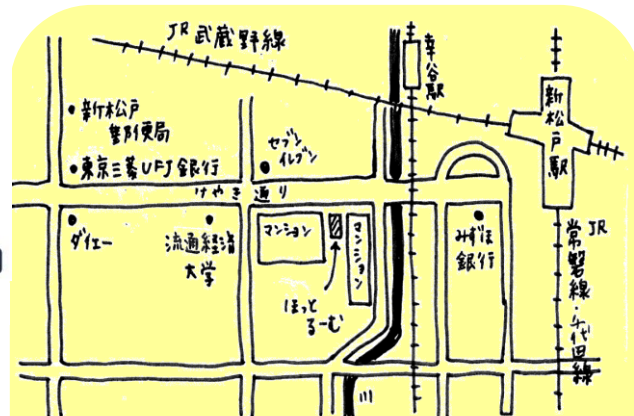 JR 武蔵野線
幸谷駅
新松戸駅
新松戸
郵便局
東京三菱UFJ銀行
セブン
イレブン
けやき通り
ダイエー
流通経済
大学
マンション
マンション
ほっと
るーむ
みずほ
銀行
JR
常磐線・千代田線
川